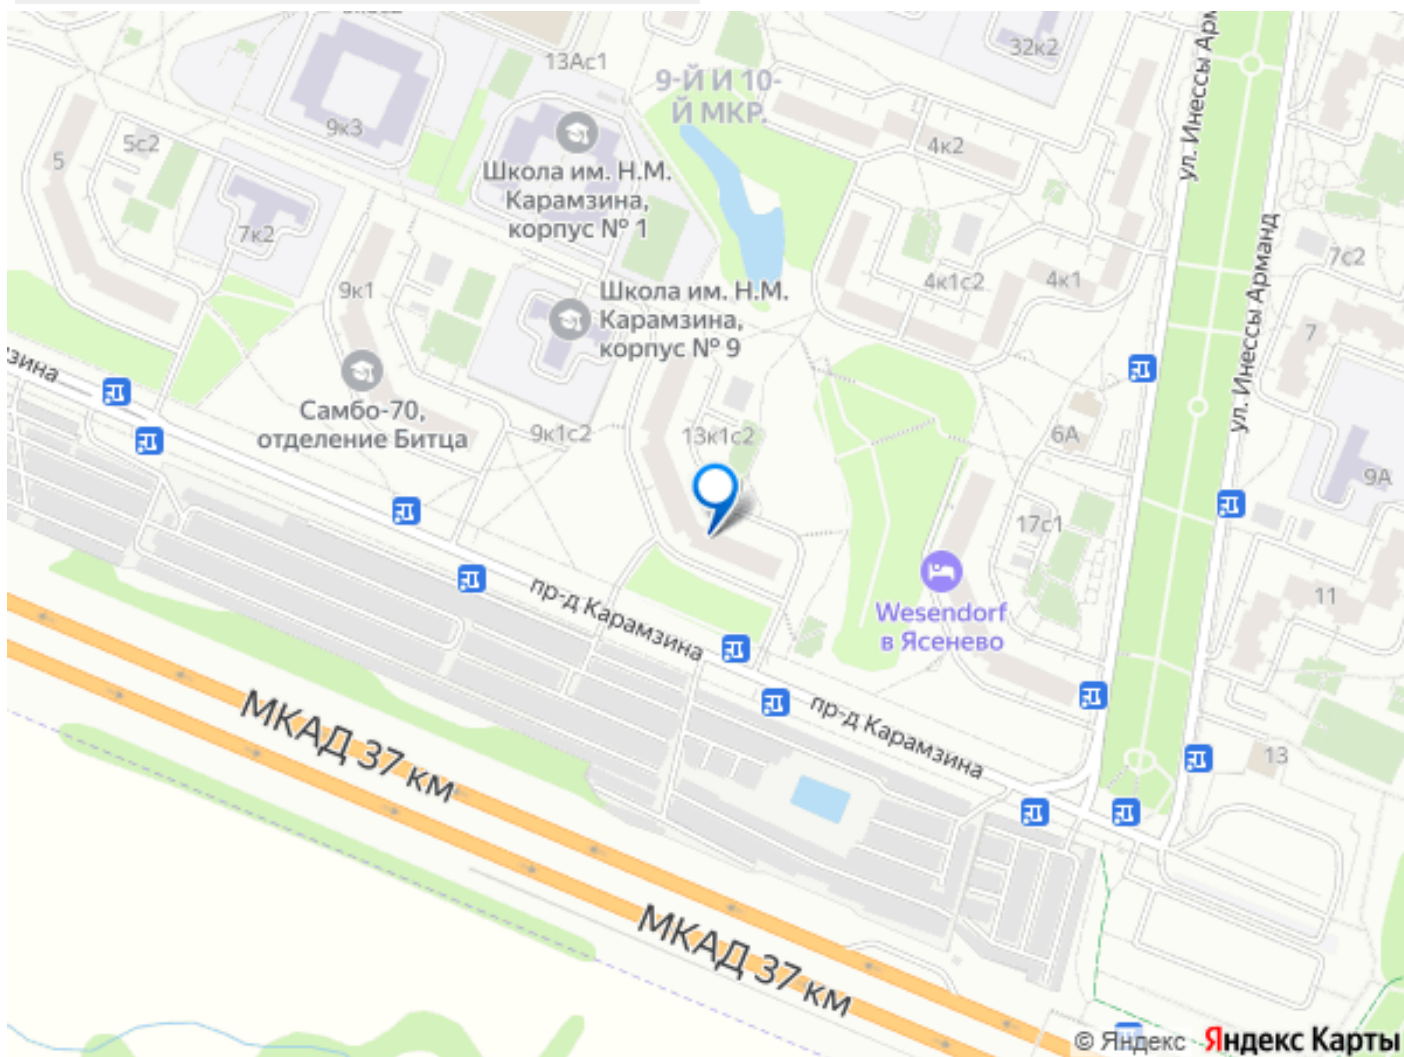 13Ас1
32к2
9-Й И 10-
Й МКР.
ул. Инессы Арм
5с2
9к3
5
4к2
Школа им. Н.М.
Карамзина,
корпус № 1
7к2
ул. Инессы Арманд
7с2
9к1
4к1с2
4к1
Школа им. Н.М.
Карамзина,
корпус № 9
7
зина
Самбо-70,
отделение Битца
9к1с2
13к1с2
6А
9А
17с1
Wesendorf
в Ясенево
11
пр-д Карамзина
пр-д Карамзина
МКАД 37 км
13
МКАД 37 км
© Яндекс Яндекс Карты